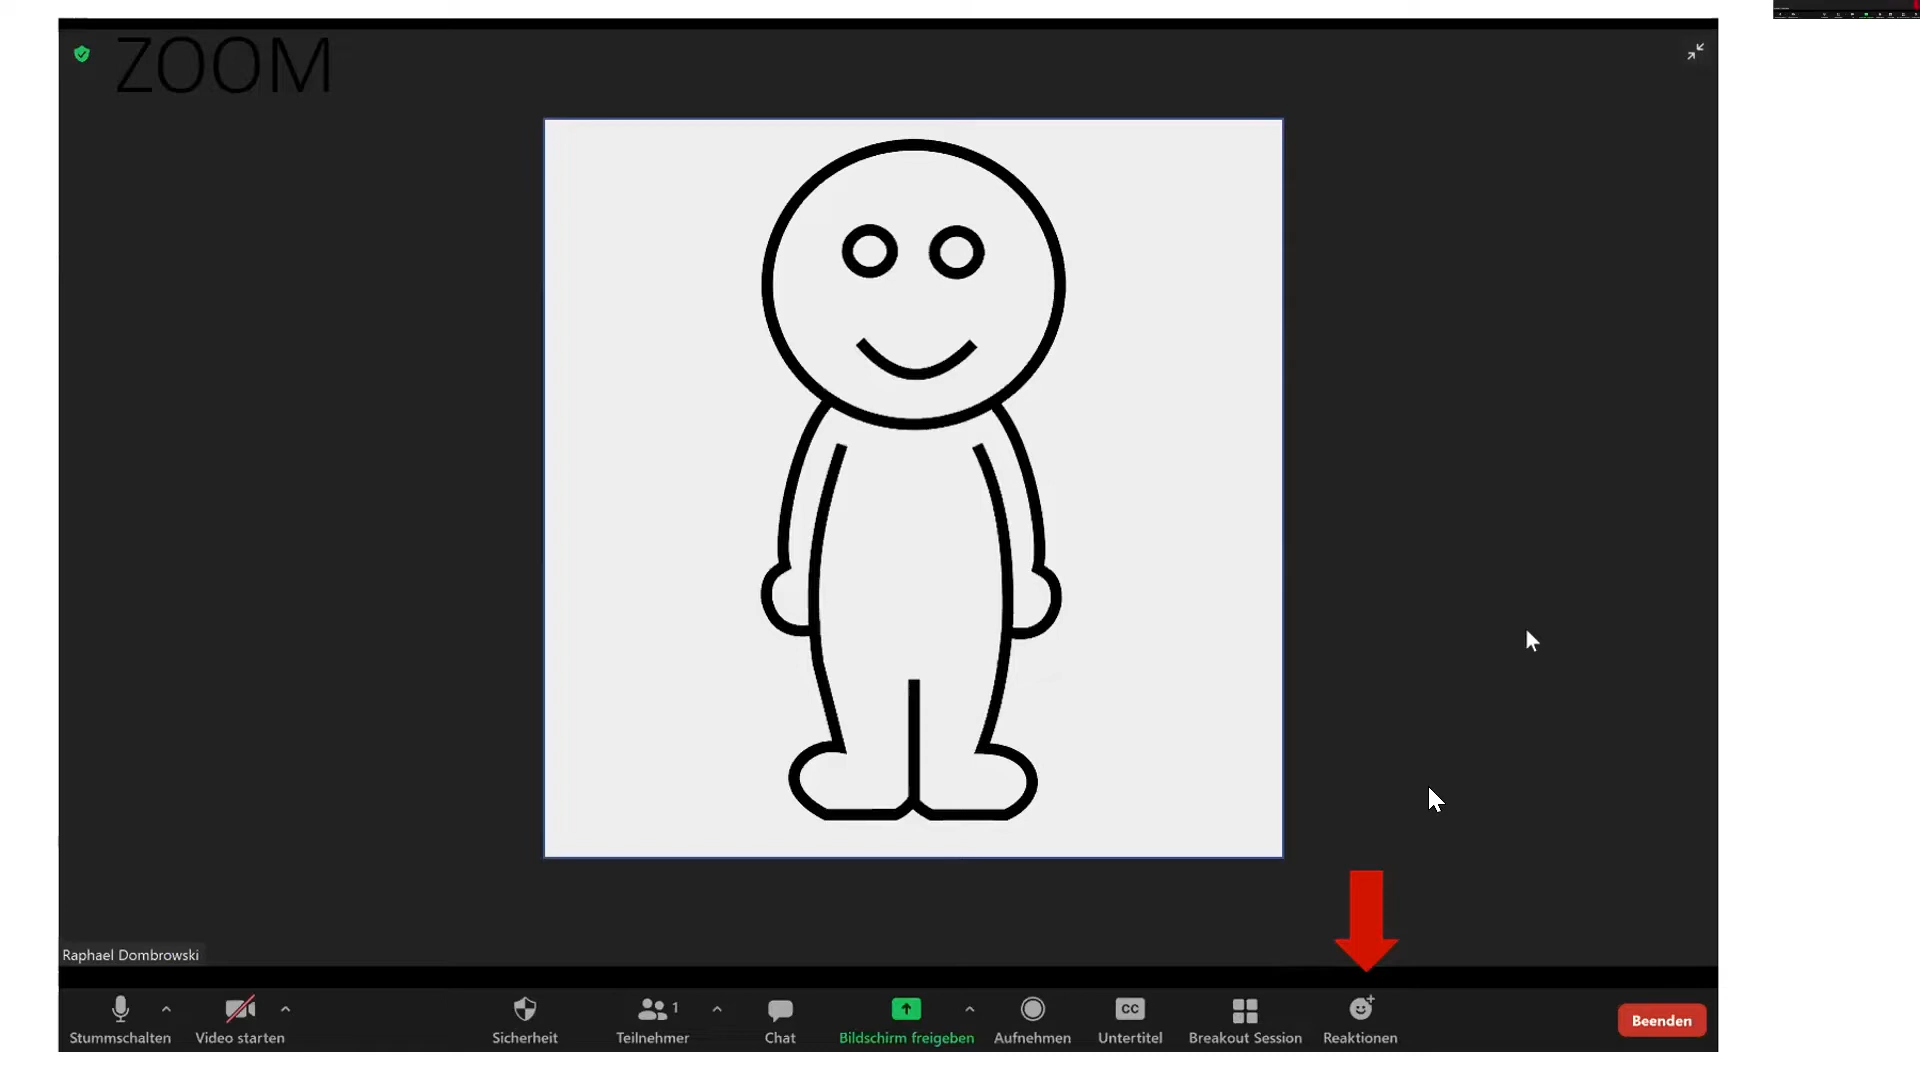 ZOOM
Raphael Dombrowski
1
CC
Stummschalten
Video starten
Sicherheit
Teilnehmer
Chat
Bildschirm freigeben
Aufnehmen
Untertitel
Breakout Session
Reaktionen
Beenden